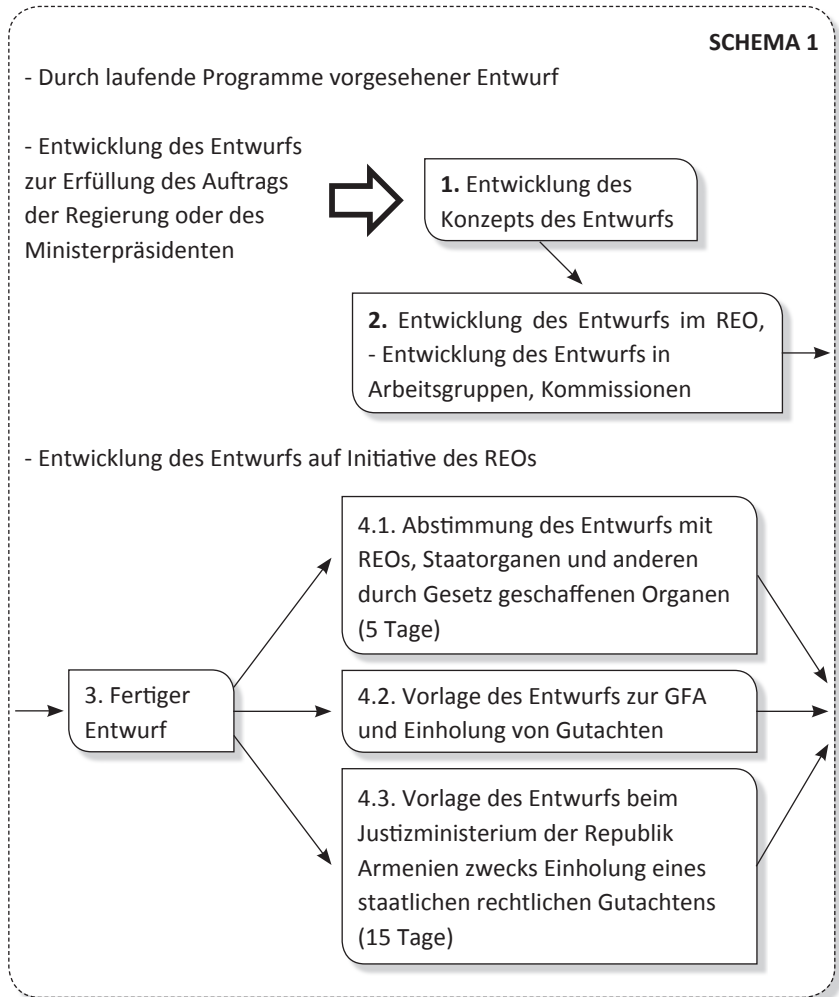 SCHEMA 1
- Durch laufende Programme vorgesehener Entwurf
- Entwicklung des Entwurfs
zur Erfüllung des Auftrags
der Regierung oder des
Ministerpräsidenten
1. Entwicklung des
Konzepts des Entwurfs
2. Entwicklung des Entwurfs im REO,
- Entwicklung des Entwurfs in
Arbeitsgruppen, Kommissionen
- Entwicklung des Entwurfs auf Initiative des REOs
3. Fertiger
Entwurf
4.1. Abstimmung des Entwurfs mit
REOs, Staatorganen und anderen
durch Gesetz geschaffenen Organen
(5 Tage)
4.2. Vorlage des Entwurfs zur GFA
und Einholung von Gutachten
4.3. Vorlage des Entwurfs beim
Justizministerium der Republik
Armenien zwecks Einholung eines
staatlichen rechtlichen Gutachtens
(15 Tage)